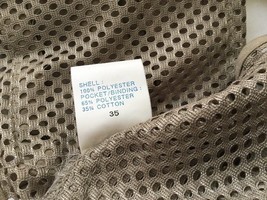 SHELL:
100% POLYESTER
POCKET/BINDING:
65% POLYESTER
35% COTTON
35